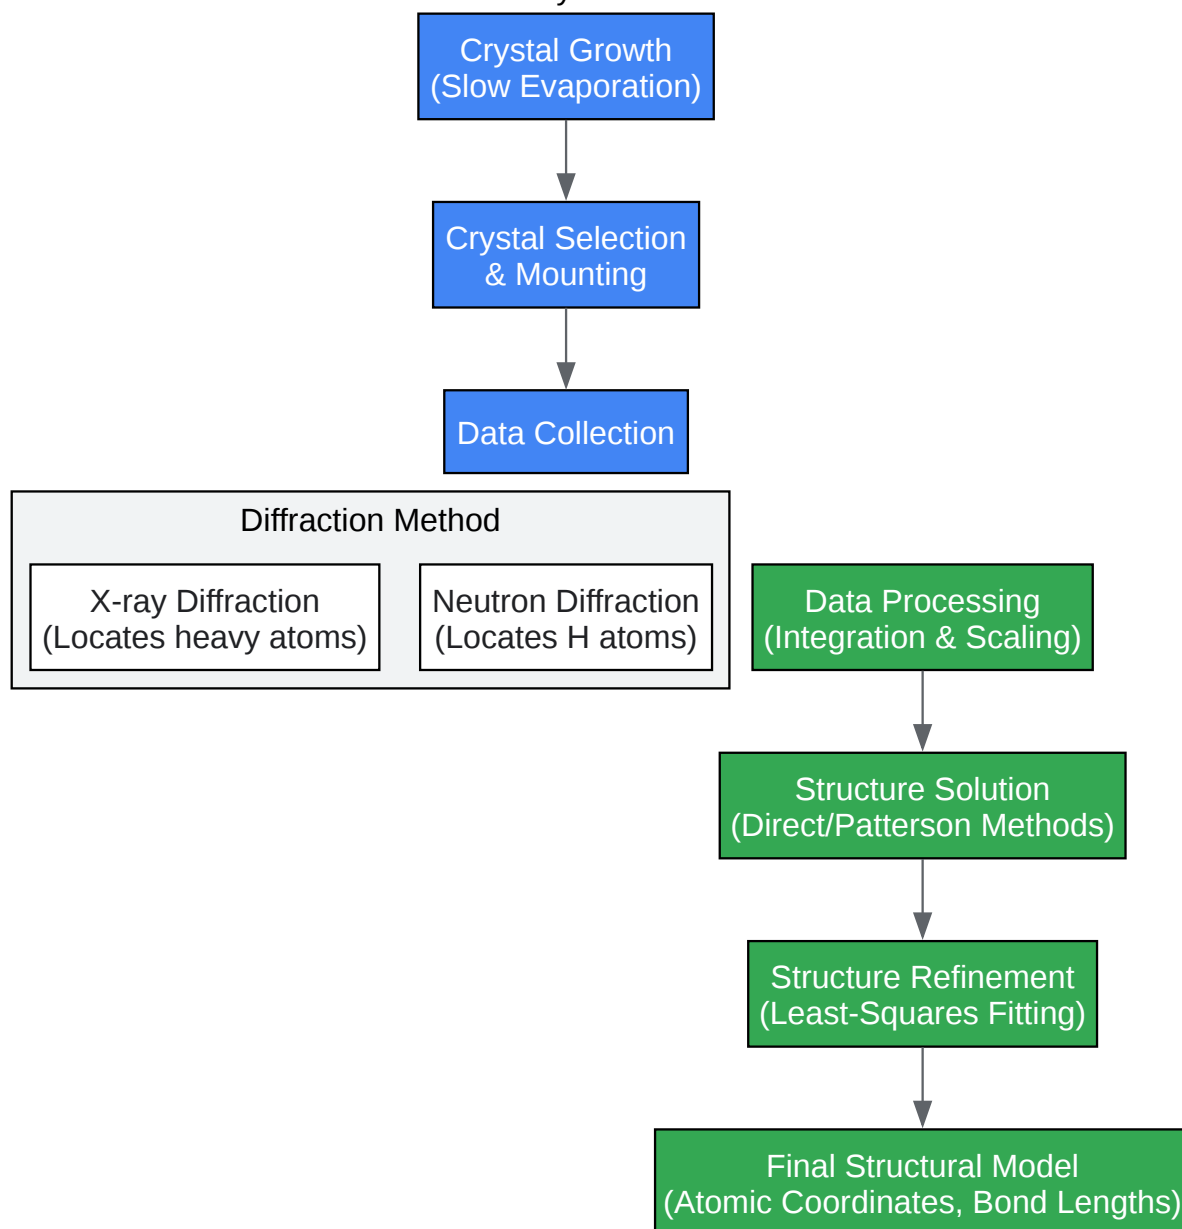 Crystal Growth
(Slow Evaporation)
Crystal Selection
& Mounting
Data Collection
Diffraction Method
X-ray Diffraction
(Locates heavy atoms)
Neutron Diffraction
(Locates H atoms)
Data Processing
(Integration & Scaling)
Structure Solution
(Direct/Patterson Methods)
Structure Refinement
(Least-Squares Fitting)
Final Structural Model
(Atomic Coordinates, Bond Lengths)